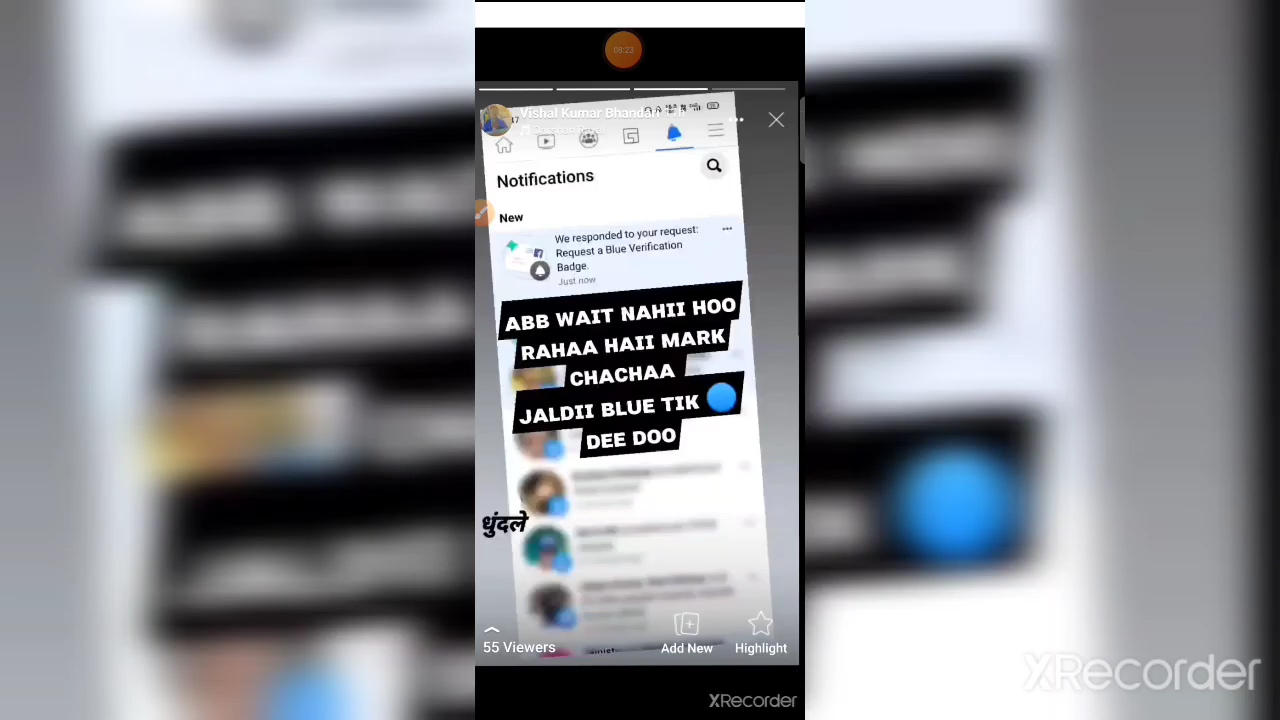 08:23
Vishal Kumar Bhandari
Notifications
New
We responded to your request:
Request a Blue Verification
Badge.
Just now
ABB WAIT NAHII HOO
RAHAA HAII MARK
CHACHAA
JALDII BLUE TIK
DEE DOO
धुंदले
55 Viewers
Add New
Highlight
XRecorder
XRecorder